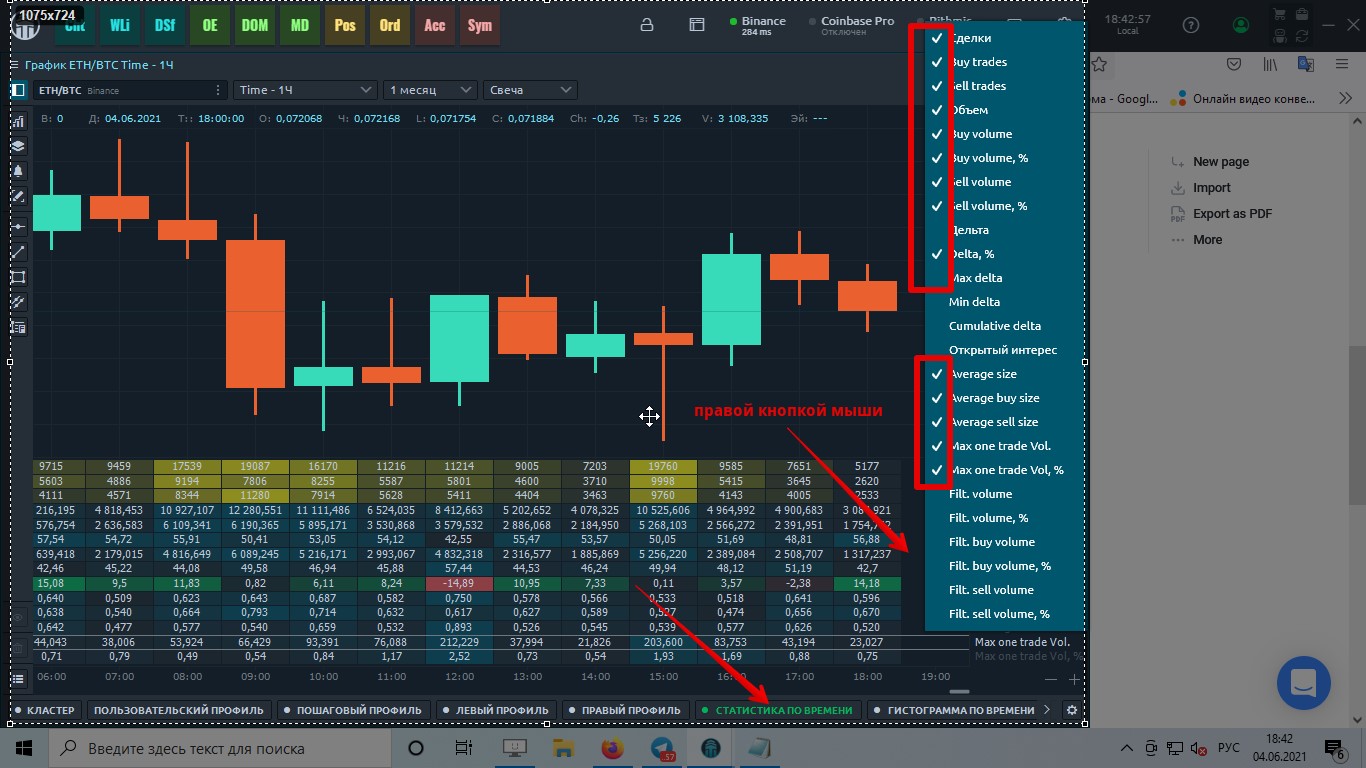 1075x724
WLi DSf OE DOM MD Pos Ord Acc Sym
Binance
284 ms
Coinbase Pro
Отключен
18:42:57
Local
График ETH/BTC Time - 1Ч
ETH/BTC Binance
Time - 1Ч
1 месяц
Свеча
В: 0 Д: 04.06.2021 Т:: 18:00:00 О: 0,072068 Ч: 0,072168 L: 0,071754 С: 0,071884 Ch: -0,26 Тз: 5 226 V: 3 108,335 Эй: ---
Сделки
Buy trades
Sell trades
Объем
Buy volume
Buy volume, %
Sell volume
Sell volume, %
Дельта
Delta, %
Max delta
Min delta
Cumulative delta
Открытый интерес
Average size
Average buy size
Average sell size
Max one trade Vol.
Max one trade Vol, %
Filt. volume
Filt. volume, %
Filt. buy volume
Filt. buy volume, %
Filt. sell volume
Filt. sell volume, %
Max one trade Vol.
Max one trade Vol, %
правой кнопкой мыши
9715 9459 17539 19087 16170 11216 11214 9005 7203 19760 9585 7651 5177
5603 4886 9194 7806 8255 5587 5801 4600 3710 9998 5415 3645 2620
4111 4571 8344 11280 7914 5628 5411 4404 3463 9760 4143 4005 2533
216,195 4 818,453 10 927,107 12 280,551 11 111,486 6 524,035 8 412,663 5 202,652 4 078,325 10 525,606 4 964,992 4 900,683
576,754 2 636,583 6 109,341 6 190,365 5 895,171 3 530,868 3 579,532 2 886,068 2 184,950 5 268,103 2 566,272 2 391,951
57,54 54,72 55,91 50,41 53,05 54,12 42,55 55,47 53,57 50,05 51,69 48,81 56,88
639,418 2 179,015 4 816,649 6 089,245 5 216,171 2 993,067 4 832,318 2 316,577 1 885,869 5 256,220 2 389,084 2 508,707 1 317,237
42,46 45,22 44,08 49,58 46,94 45,88 57,44 44,53 46,24 49,94 48,12 51,19 42,7
15,08 9,5 11,83 0,82 6,11 8,24 -14,89 10,95 7,33 0,11 3,57 -2,38 14,18
0,640 0,509 0,623 0,643 0,687 0,582 0,750 0,578 0,566 0,533 0,518 0,641 0,596
0,638 0,540 0,664 0,793 0,714 0,632 0,617 0,627 0,589 0,527 0,474 0,656 0,670
0,642 0,477 0,577 0,540 0,659 0,532 0,893 0,526 0,545 0,626 0,520
44,043 38,006 53,924 66,429 93,391 76,088 212,229 37,994 21,826 203,600 83,753 43,194 23,027
0,71 0,79 0,49 0,54 0,84 1,17 2,52 0,73 0,54 1,93 1,69 0,88 0,75
06:00 07:00 08:00 09:00 10:00 11:00 12:00 13:00 14:00 15:00 16:00 17:00 18:00 19:00
КЛАСТЕР ПОЛЬЗОВАТЕЛЬСКИЙ ПРОФИЛЬ ПОШАГОВЫЙ ПРОФИЛЬ ЛЕВЫЙ ПРОФИЛЬ ПРАВЫЙ ПРОФИЛЬ СТАТИСТИКА ПО ВРЕМЕНИ ГИСТОГРАММА ПО ВРЕМЕНИ
ма - Googl...
Онлайн видео конве...
New page
Import
Export as PDF
More
Введите здесь текст для поиска
57
РУС
18:42
04.06.2021
6